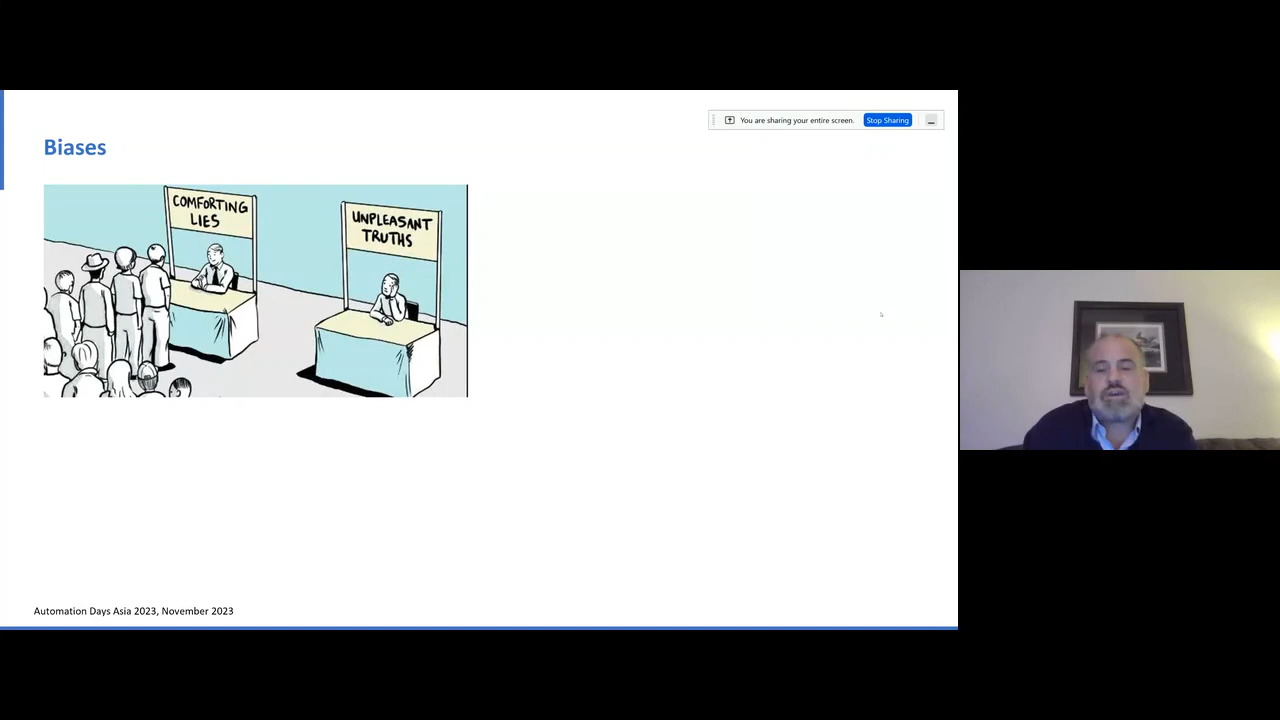 You are sharing your entire screen.
Stop Sharing
Biases
COMFORTING
LIES
UNPLEASANT
TRUTHS
Automation Days Asia 2023, November 2023